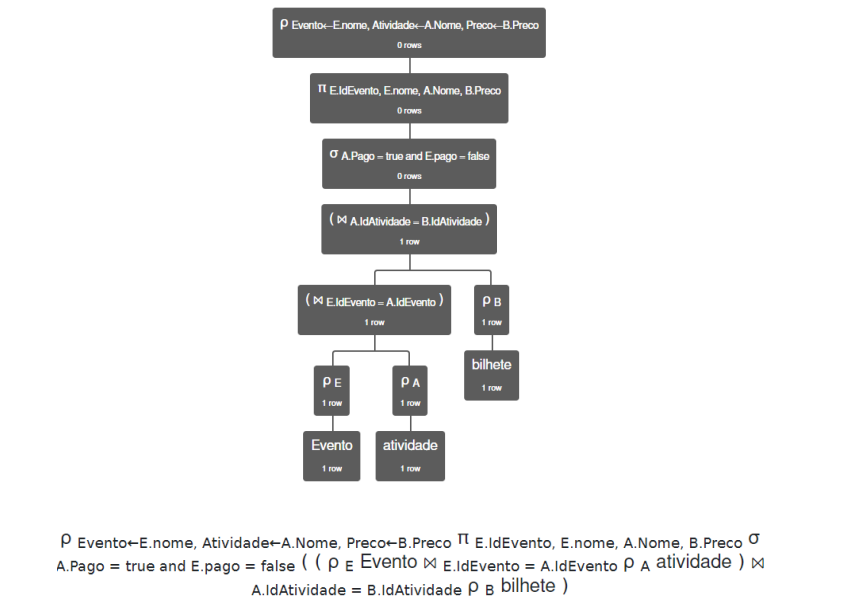 ρ Evento←E.nome, Atividade←A.Nome, Preco←B.Preco
0 rows
π E.IdEvento, E.nome, A.Nome, B.Preco
0 rows
σ A.Pago = true and E.pago = false
0 rows
( ⋈ A.IdAtividade = B.IdAtividade )
1 row
( ⋈ E.IdEvento = A.IdEvento )
1 row
ρ B
1 row
bilhete
1 row
ρ E
1 row
ρ A
1 row
Evento
1 row
atividade
1 row
ρ Evento←E.nome, Atividade←A.Nome, Preco←B.Preco π E.IdEvento, E.nome, A.Nome, B.Preco σ
A.Pago = true and E.pago = false ( ( ρ E Evento ⋈ E.IdEvento = A.IdEvento ρ A atividade ) ⋈
A.IdAtividade = B.IdAtividade ρ B bilhete )